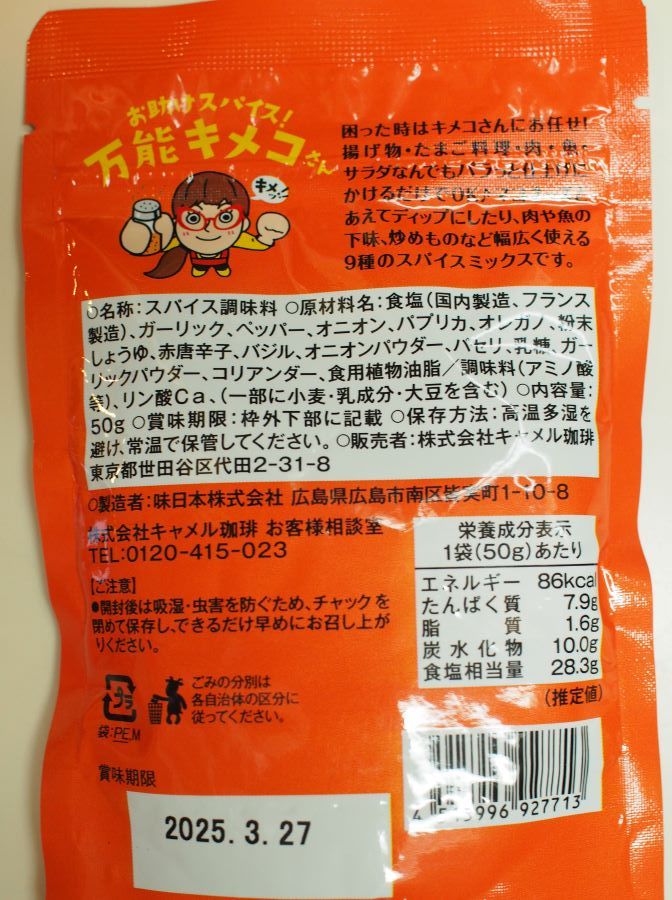 お助けスパイス!
万能キメコさん
キメッ…!
困った時はキメコさんにお任せ!
揚げ物・たまご料理・肉・魚・
サラダなんでもパラっと仕上げに
かけるだけでOK!
あえてディップにしたり、肉や魚の
下味、炒めものなど幅広く使える
9種のスパイスミックスです。
○名称:スパイス調味料 ○原材料名:食塩(国内製造、フランス
製造)、ガーリック、ペッパー、オニオン、パプリカ、オレガノ、粉末
しょうゆ、赤唐辛子、バジル、オニオンパウダー、パセリ、乳糖、ガー
リックパウダー、コリアンダー、食用植物油脂/調味料(アミノ酸
等)、リン酸Ca、(一部に小麦・乳成分・大豆を含む) ○内容量:
50g ○賞味期限:枠外下部に記載 ○保存方法:高温多湿を
避け、常温で保管してください。○販売者:株式会社キャメル珈琲
東京都世田谷区代田2-31-8
○製造者:味日本株式会社 広島県広島市南区皆実町1-10-8
株式会社キャメル珈琲 お客様相談室
TEL:0120-415-023
【ご注意】
●開封後は吸湿・虫害を防ぐため、チャックを
閉めて保存し、できるだけ早めにお召し上が
りください。
栄養成分表示
1袋(50g)あたり
エネルギー 86kcal
たんぱく質 7.9g
脂質 1.6g
炭水化物 10.0g
食塩相当量 28.3g
(推定値)
プラ
袋:PE,M
ごみの分別は
各自治体の区分に
従ってください。
賞味期限
2025.3.27
996 927713